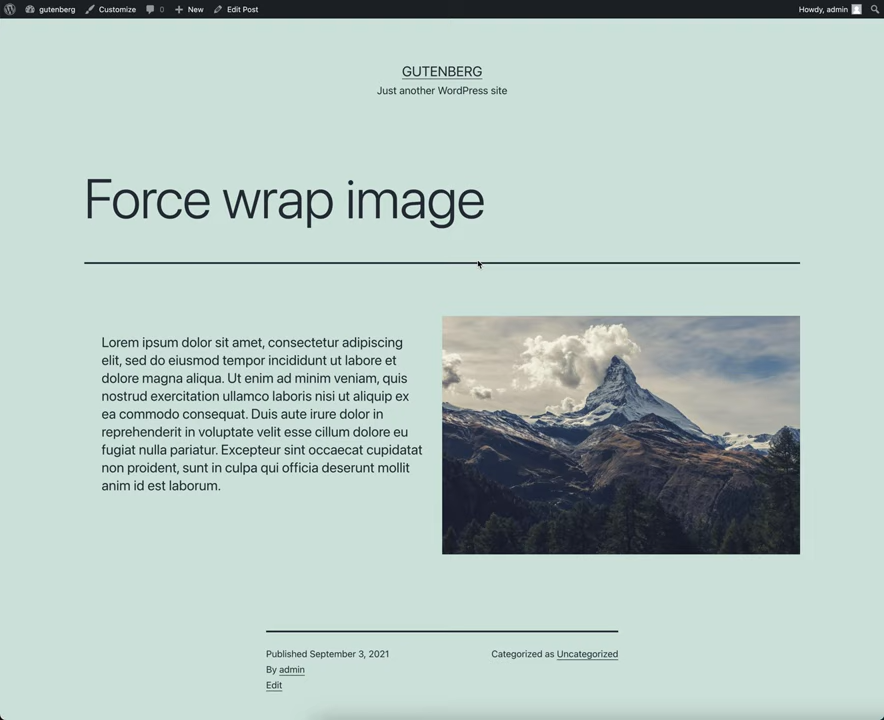 gutenberg Customize 0 New Edit Post Howdy, admin
GUTENBERG
Just another WordPress site
Force wrap image
Lorem ipsum dolor sit amet, consectetur adipiscing
elit, sed do eiusmod tempor incididunt ut labore et
dolore magna aliqua. Ut enim ad minim veniam, quis
nostrud exercitation ullamco laboris nisi ut aliquip ex
ea commodo consequat. Duis aute irure dolor in
reprehenderit in voluptate velit esse cillum dolore eu
fugiat nulla pariatur. Excepteur sint occaecat cupidatat
non proident, sunt in culpa qui officia deserunt mollit
anim id est laborum.
Published September 3, 2021 Categorized as Uncategorized
By admin
Edit